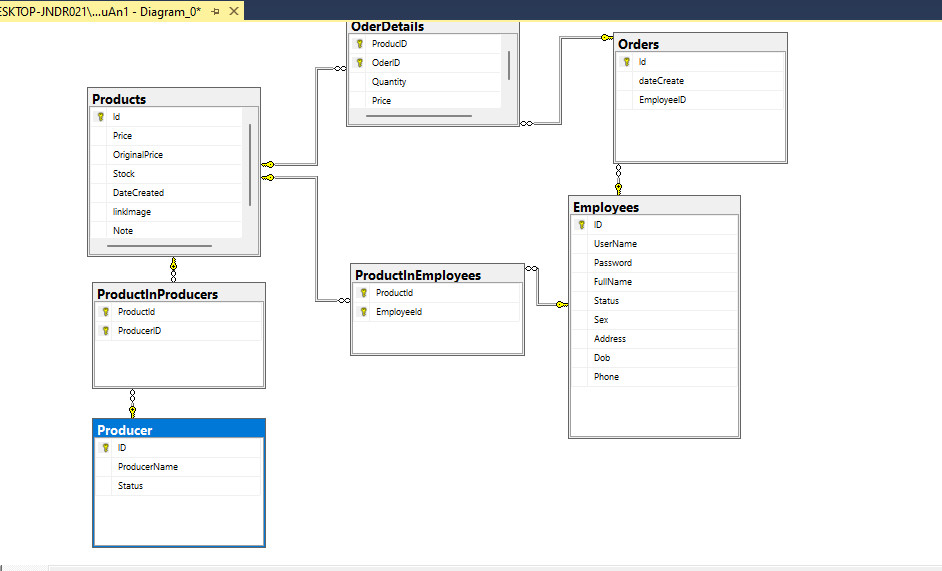 ESKTOP-JNDR021\...uAn1 - Diagram_0*
OderDetails
ProducID
OderID
Quantity
Price
Orders
Id
dateCreate
EmployeeID
Products
Id
Price
OriginalPrice
Stock
DateCreated
linkImage
Note
Employees
ID
UserName
Password
FullName
Status
Sex
Address
Dob
Phone
ProductInEmployees
ProductId
EmployeeId
ProductInProducers
ProductId
ProducerID
Producer
ID
ProducerName
Status